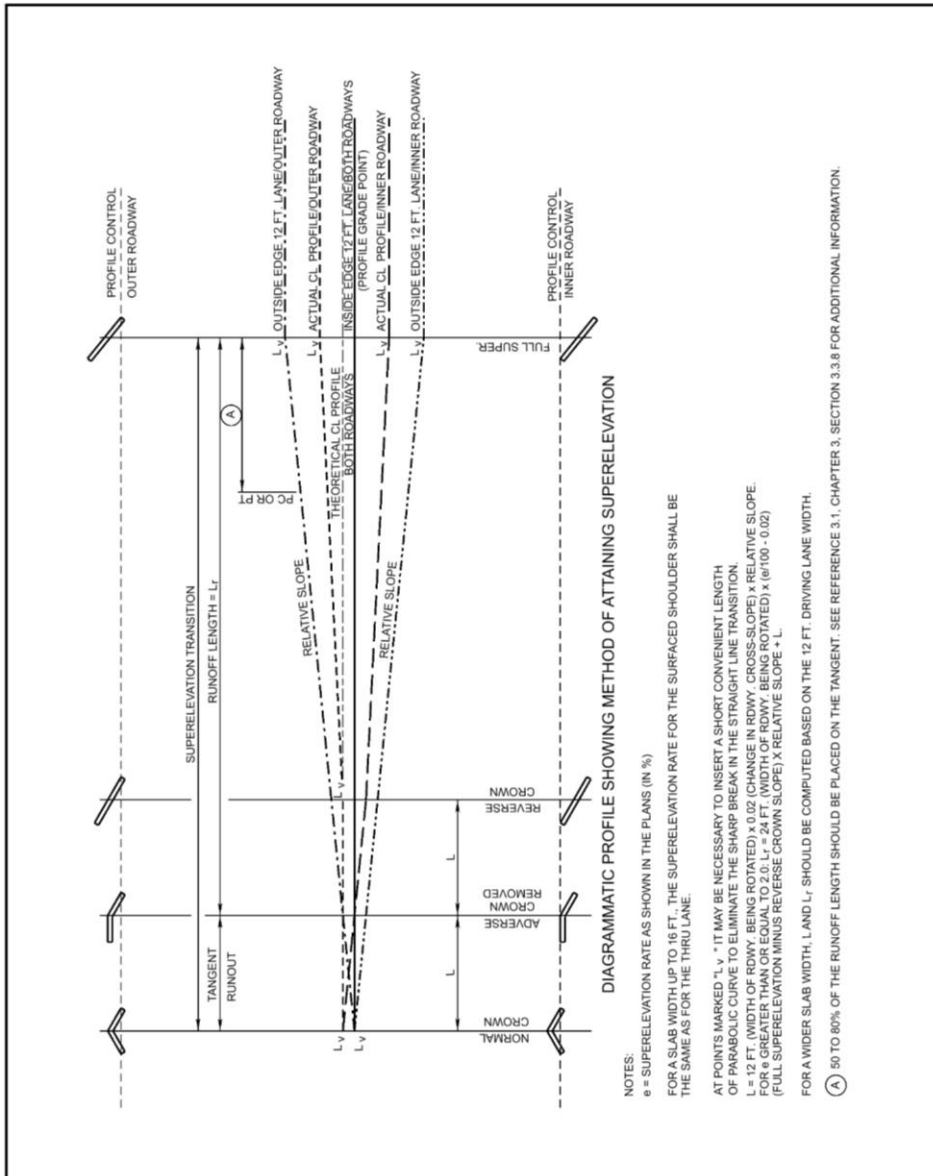 PROFILE CONTROL
OUTER ROADWAY
SUPERELEVATION TRANSITION
RUNOFF LENGTH = Lr
TANGENT
RUNOUT
A
PC OR PT
Lv OUTSIDE EDGE 12 FT. LANE/OUTER ROADWAY
Lv ACTUAL CL PROFILE/OUTER ROADWAY
THEORETICAL CL PROFILE
BOTH ROADWAYS
INSIDE EDGE 12 FT. LANE/BOTH ROADWAYS
(PROFILE GRADE POINT)
Lv ACTUAL CL PROFILE/INNER ROADWAY
Lv OUTSIDE EDGE 12 FT. LANE/INNER ROADWAY
RELATIVE SLOPE
RELATIVE SLOPE
Lv
Lv
Lv
L
L
NORMAL
CROWN
ADVERSE
CROWN
REMOVED
REVERSE
CROWN
FULL SUPER.
PROFILE CONTROL
INNER ROADWAY
DIAGRAMMATIC PROFILE SHOWING METHOD OF ATTAINING SUPERELEVATION
NOTES:
e = SUPERELEVATION RATE AS SHOWN IN THE PLANS (IN %)
FOR A SLAB WIDTH UP TO 16 FT., THE SUPERELEVATION RATE FOR THE SURFACED SHOULDER SHALL BE
THE SAME AS FOR THE THRU LANE.
AT POINTS MARKED "Lv" IT MAY BE NECESSARY TO INSERT A SHORT CONVENIENT LENGTH
OF PARABOLIC CURVE TO ELIMINATE THE SHARP BREAK IN THE STRAIGHT LINE TRANSITION.
L = 12 FT. (WIDTH OF RDWY. BEING ROTATED) x 0.02 (CHANGE IN RDWY. CROSS-SLOPE) x RELATIVE SLOPE.
FOR e GREATER THAN OR EQUAL TO 2.0: Lr = 24 FT. (WIDTH OF RDWY. BEING ROTATED) x (e/100 - 0.02)
(FULL SUPERELEVATION MINUS REVERSE CROWN SLOPE) X RELATIVE SLOPE + L.
FOR A WIDER SLAB WIDTH, L AND Lr SHOULD BE COMPUTED BASED ON THE 12 FT. DRIVING LANE WIDTH.
A 50 TO 80% OF THE RUNOFF LENGTH SHOULD BE PLACED ON THE TANGENT. SEE REFERENCE 3.1, CHAPTER 3, SECTION 3.3.8 FOR ADDITIONAL INFORMATION.